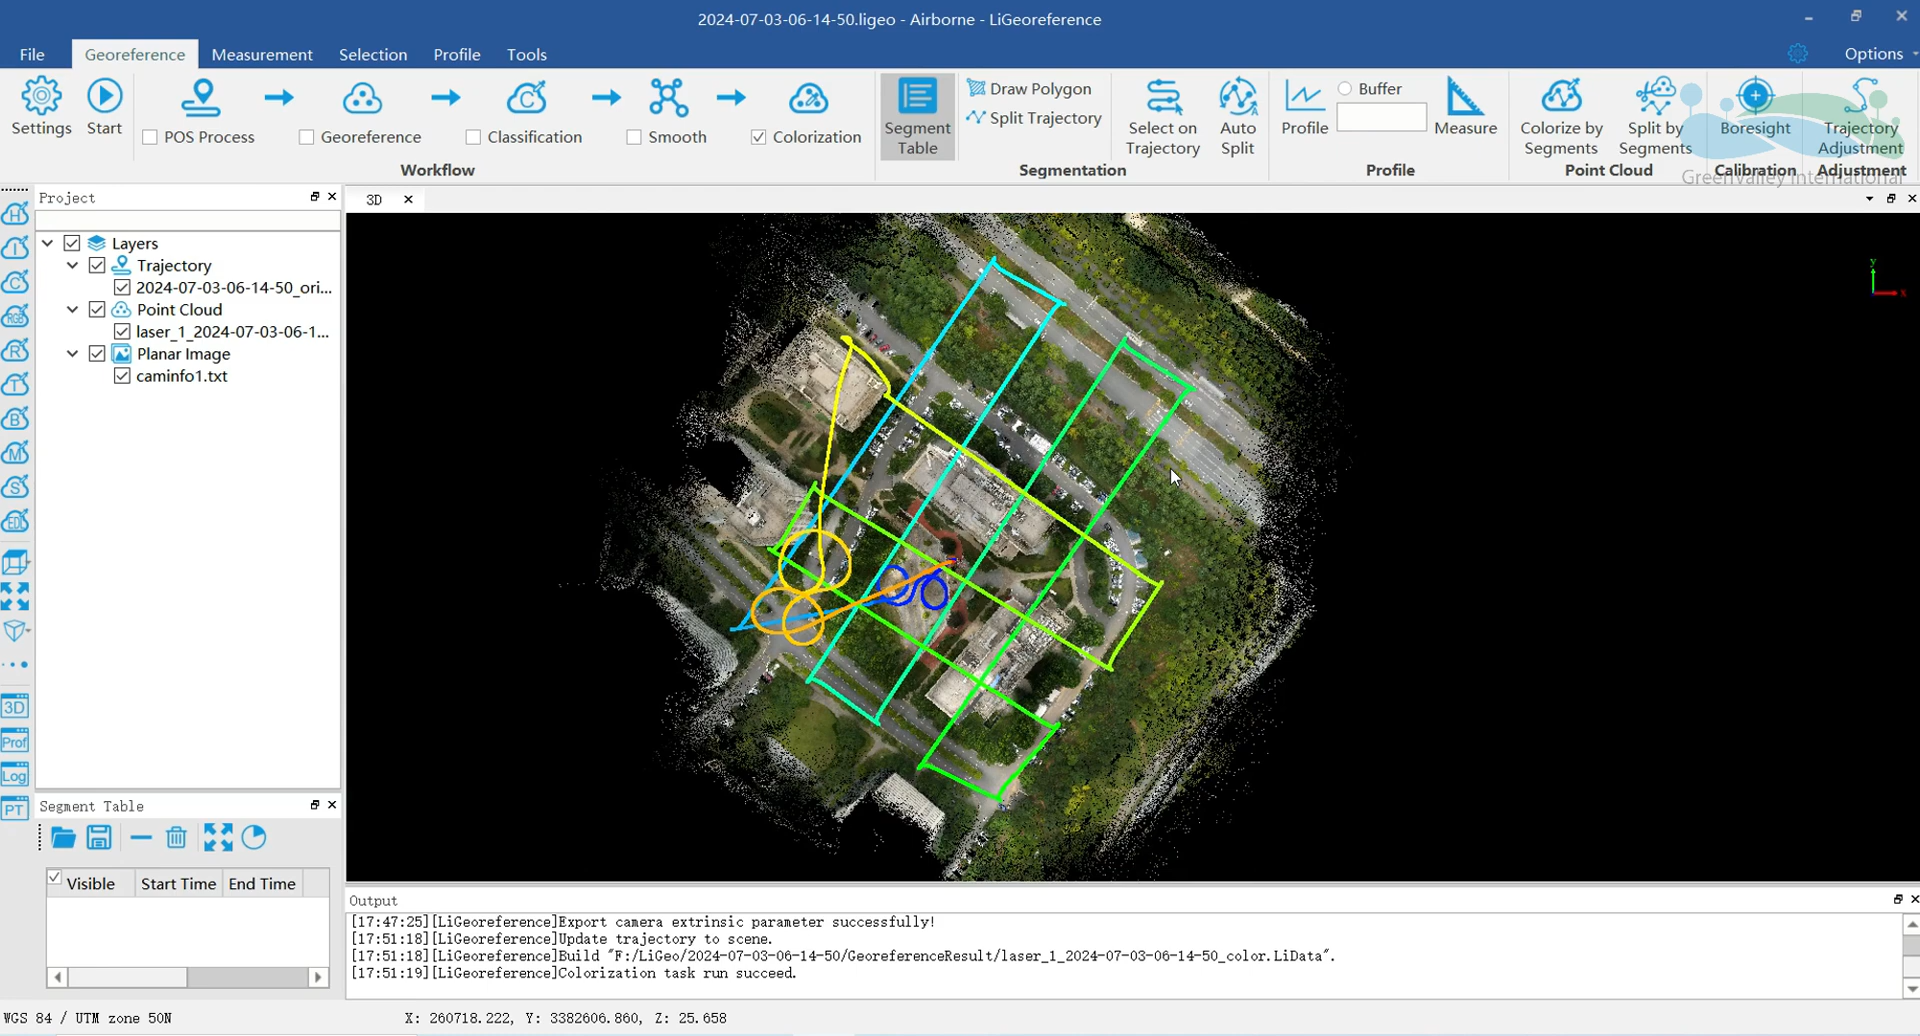 2024-07-03-06-14-50.ligeo - Airborne - LiGeoreference
File Georeference Measurement Selection Profile Tools Options
Settings Start POS Process Georeference Classification Smooth Colorization
Workflow
Segment Table
Draw Polygon
Split Trajectory
Select on Trajectory
Auto Split
Segmentation
Profile
Buffer
Measure
Profile
Colorize by Segments
Split by Segments
Point Cloud
Boresight
Calibration
Trajectory Adjustment
Adjustment
GreenValley International
Project
3D
Layers
Trajectory
2024-07-03-06-14-50_ori...
Point Cloud
laser_1_2024-07-03-06-1...
Planar Image
caminfo1.txt
H
I
C
RGB
R
T
B
M
S
3D
Prof
Log
PT
y
x
Segment Table
Visible Start Time End Time
Output
[17:47:25][LiGeoreference]Export camera extrinsic parameter successfully!
[17:51:18][LiGeoreference]Update trajectory to scene.
[17:51:18][LiGeoreference]Build "F:/LiGeo/2024-07-03-06-14-50/GeoreferenceResult/laser_1_2024-07-03-06-14-50_color.LiData".
[17:51:19][LiGeoreference]Colorization task run succeed.
WGS 84 / UTM zone 50N
X: 260718.222, Y: 3382606.860, Z: 25.658